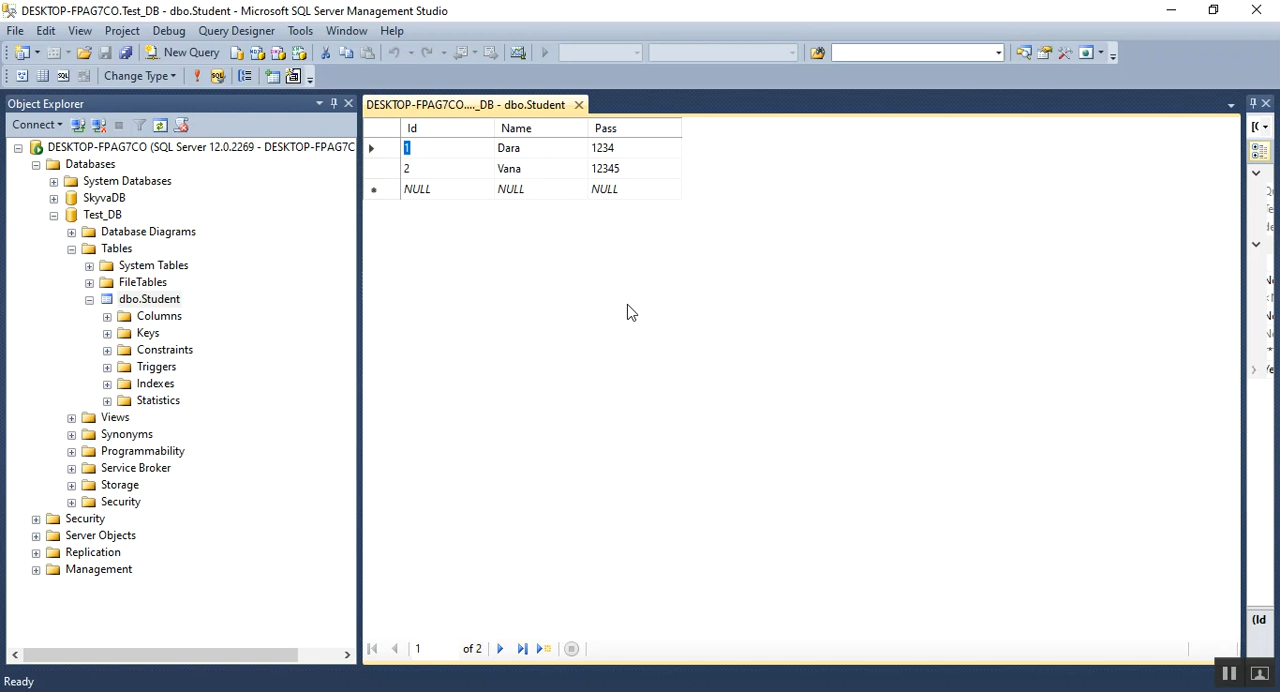 DESKTOP-FPAG7CO.Test_DB - dbo.Student - Microsoft SQL Server Management Studio
File Edit View Project Debug Query Designer Tools Window Help
New Query
Change Type
Object Explorer
DESKTOP-FPAG7CO...._DB - dbo.Student
Connect
DESKTOP-FPAG7CO (SQL Server 12.0.2269 - DESKTOP-FPAG7C
Databases
System Databases
SkyvaDB
Test_DB
Database Diagrams
Tables
System Tables
FileTables
dbo.Student
Columns
Keys
Constraints
Triggers
Indexes
Statistics
Views
Synonyms
Programmability
Service Broker
Storage
Security
Security
Server Objects
Replication
Management
Id Name Pass
1 Dara 1234
2 Vana 12345
NULL NULL NULL
1 of 2
(Id
Ready